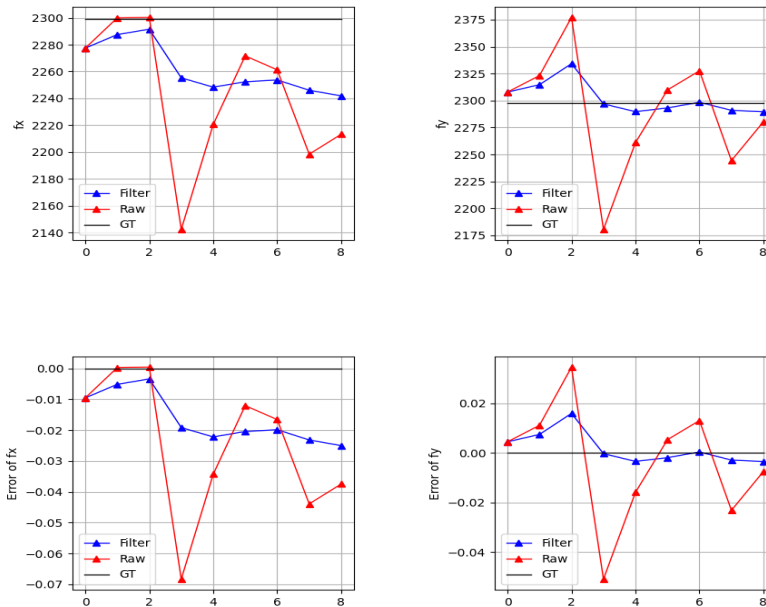 2300
2280
2260
2240
2220
2200
2180
2160
2140
fx
Filter
Raw
GT
0 2 4 6 8
2375
2350
2325
2300
2275
2250
2225
2200
2175
fy
Filter
Raw
GT
0 2 4 6 8
0.00
−0.01
−0.02
−0.03
−0.04
−0.05
−0.06
−0.07
Error of fx
Filter
Raw
GT
0 2 4 6 8
0.02
0.00
−0.02
−0.04
Error of fy
Filter
Raw
GT
0 2 4 6 8